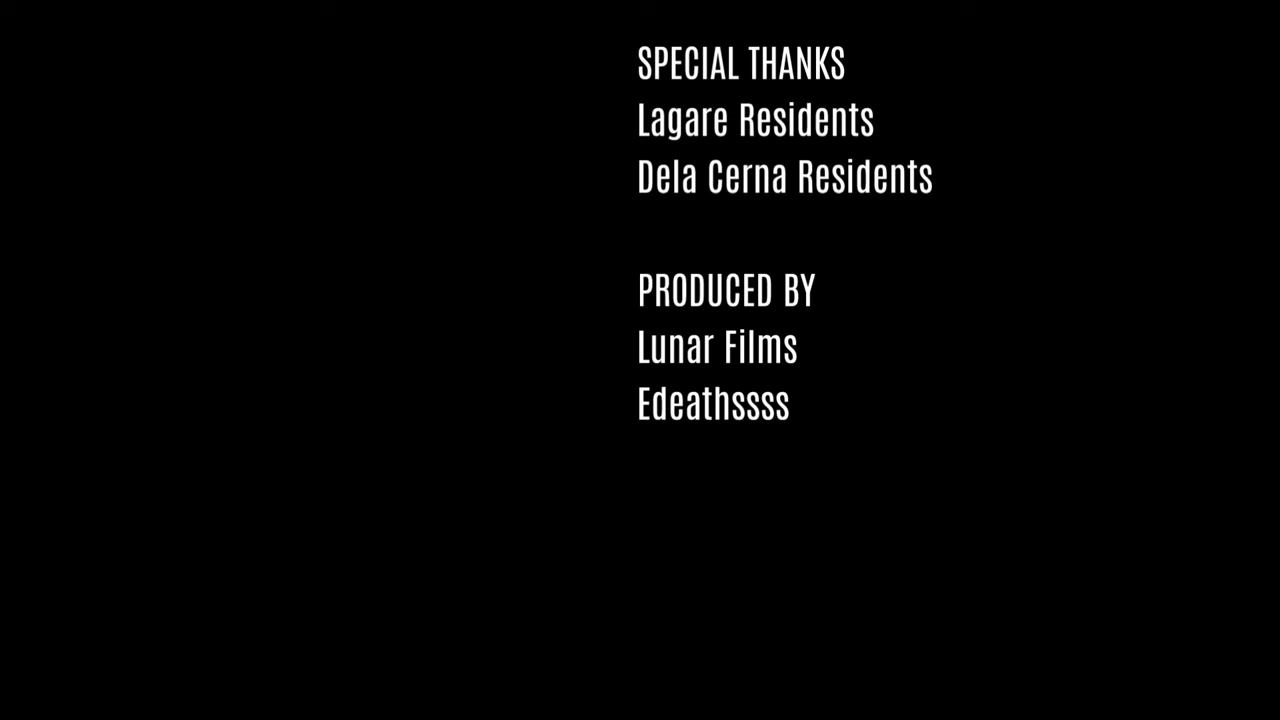 SPECIAL THANKS
Lagare Residents
Dela Cerna Residents
PRODUCED BY
Lunar Films
Edeathssss